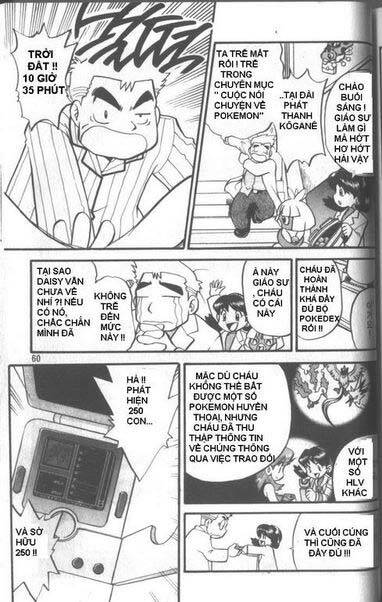 CHÀO
BUỔI
SÁNG !
GIÁO SƯ
LÀM GÌ
MÀ HỚT
HƠ HỚT
HẢI VẬY
TA TRỄ MẤT
RỒI ! TRỄ
TRONG
CHUYỆN MỤC
" CUỘC NÓI
CHUYỆN VỀ
POKEMON"
..TẠI ĐÀI
PHÁT
THANH
KÔGANÊ
TRỜI
ĐẤT !!
10 GIỜ
35 PHÚT
CHÁU ĐÃ
HOÀN
THÀNH
KHÁ ĐẦY
ĐỦ BỘ
POKEDEX
RỒI !!
À NÀY
GIÁO SƯ
, CHÁU
CÓ CÁI
NÀY
KHÔNG
TRỄ
ĐẾN
MỨC
NÀY !!
TẠI SAO
DAISY VẪN
CHƯA VỀ
NHÍ ?! NẾU
CÓ NÓ,
CHẮC CHẮN
MÌNH ĐÃ
60
MẶC DÙ CHÁU
KHÔNG THỂ BẮT
ĐƯỢC MỘT SỐ
POKEMON HUYỀN
THOẠI, NHƯNG
CHÁU ĐÃ THU
THẬP THÔNG TIN
VỀ CHÚNG THÔNG
QUA VIỆC TRAO ĐỔI
VỚI
MỘT
SỐ
HLV
KHÁC
VÀ CUỐI CÙNG
THÌ CŨNG ĐÃ
ĐẦY ĐỦ !!!
HẢ !!
PHÁT
HIỆN
250
CON...
VÀ SỞ
HỮU
250 !!